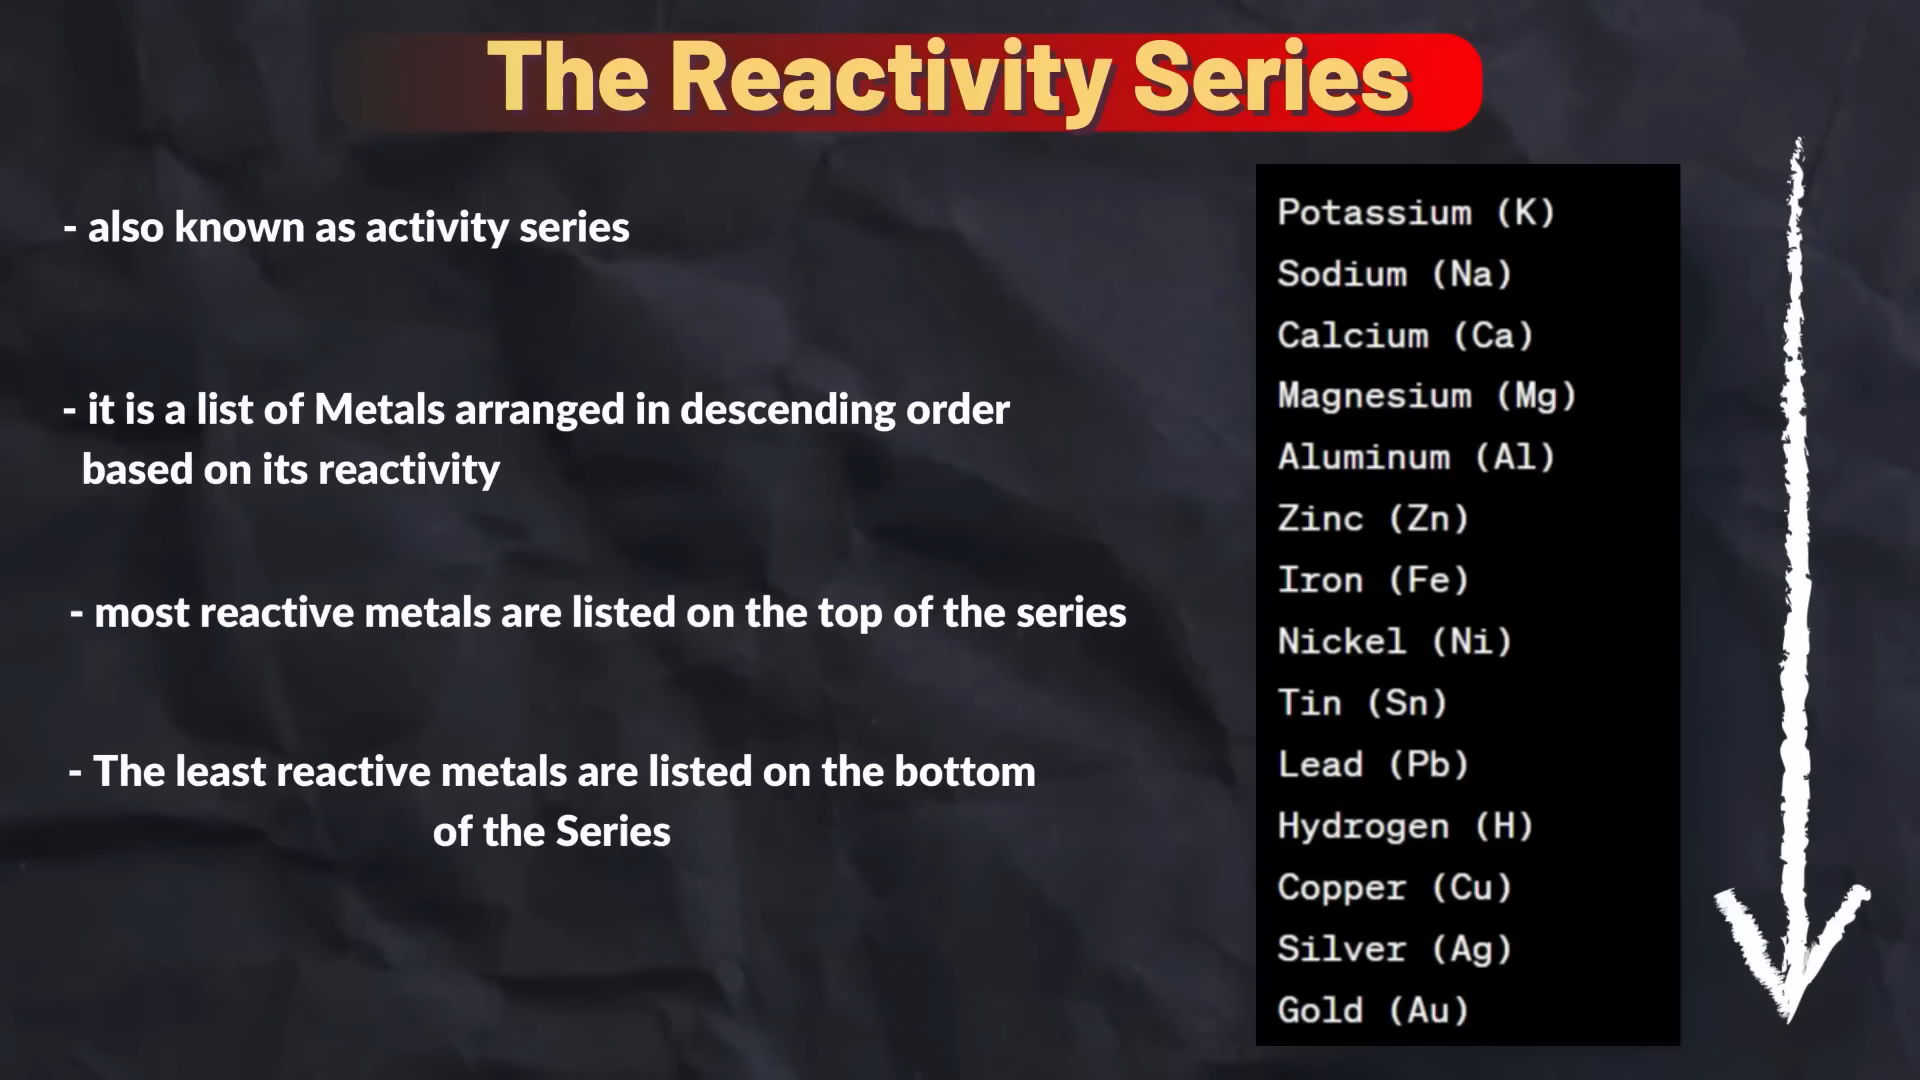 The Reactivity Series
- also known as activity series
- it is a list of Metals arranged in descending order
based on its reactivity
- most reactive metals are listed on the top of the series
- The least reactive metals are listed on the bottom
of the Series
Potassium (K)
Sodium (Na)
Calcium (Ca)
Magnesium (Mg)
Aluminum (Al)
Zinc (Zn)
Iron (Fe)
Nickel (Ni)
Tin (Sn)
Lead (Pb)
Hydrogen (H)
Copper (Cu)
Silver (Ag)
Gold (Au)